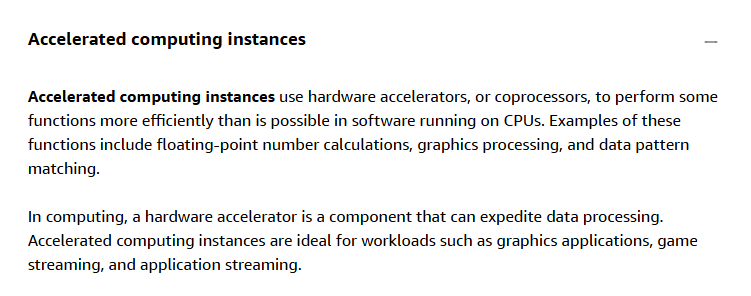 Accelerated computing instances
Accelerated computing instances use hardware accelerators, or coprocessors, to perform some
functions more efficiently than is possible in software running on CPUs. Examples of these
functions include floating-point number calculations, graphics processing, and data pattern
matching.
In computing, a hardware accelerator is a component that can expedite data processing.
Accelerated computing instances are ideal for workloads such as graphics applications, game
streaming, and application streaming.